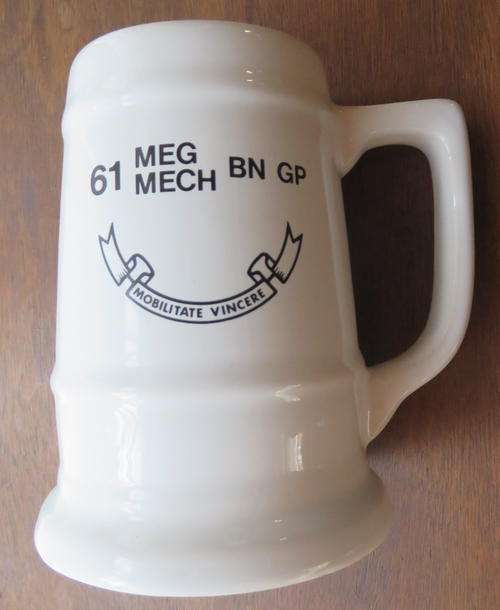 61 MEG BN GP
MECH
MOBILITATE VINCERE